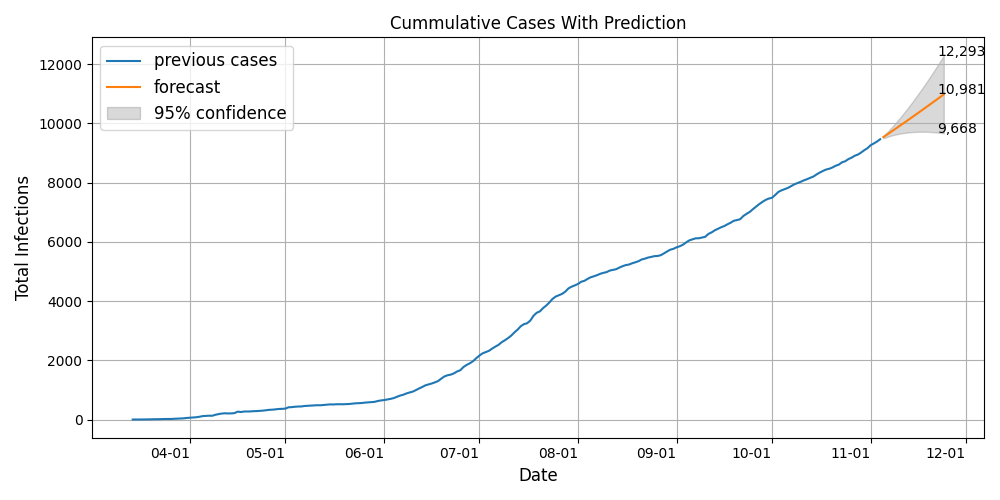 Cummulative Cases With Prediction
previous cases
forecast
95% confidence
12,293
10,981
9,668
Total Infections
12000
10000
8000
6000
4000
2000
0
04-01 05-01 06-01 07-01 08-01 09-01 10-01 11-01 12-01
Date